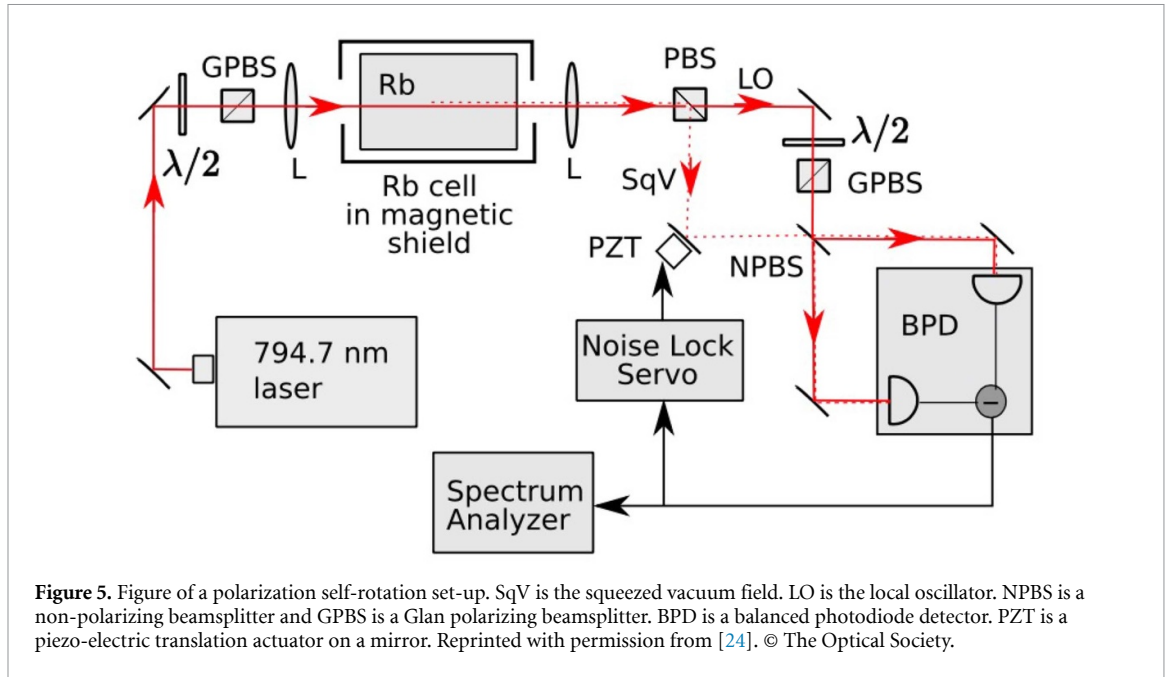 GPBS
λ/2
L
Rb
Rb cell
in magnetic
shield
L
PBS
LO
λ/2
GPBS
SqV
PZT
NPBS
BPD
−
794.7 nm
laser
Noise Lock
Servo
Spectrum
Analyzer
Figure 5. Figure of a polarization self-rotation set-up. SqV is the squeezed vacuum field. LO is the local oscillator. NPBS is a
non-polarizing beamsplitter and GPBS is a Glan polarizing beamsplitter. BPD is a balanced photodiode detector. PZT is a
piezo-electric translation actuator on a mirror. Reprinted with permission from [24]. © The Optical Society.